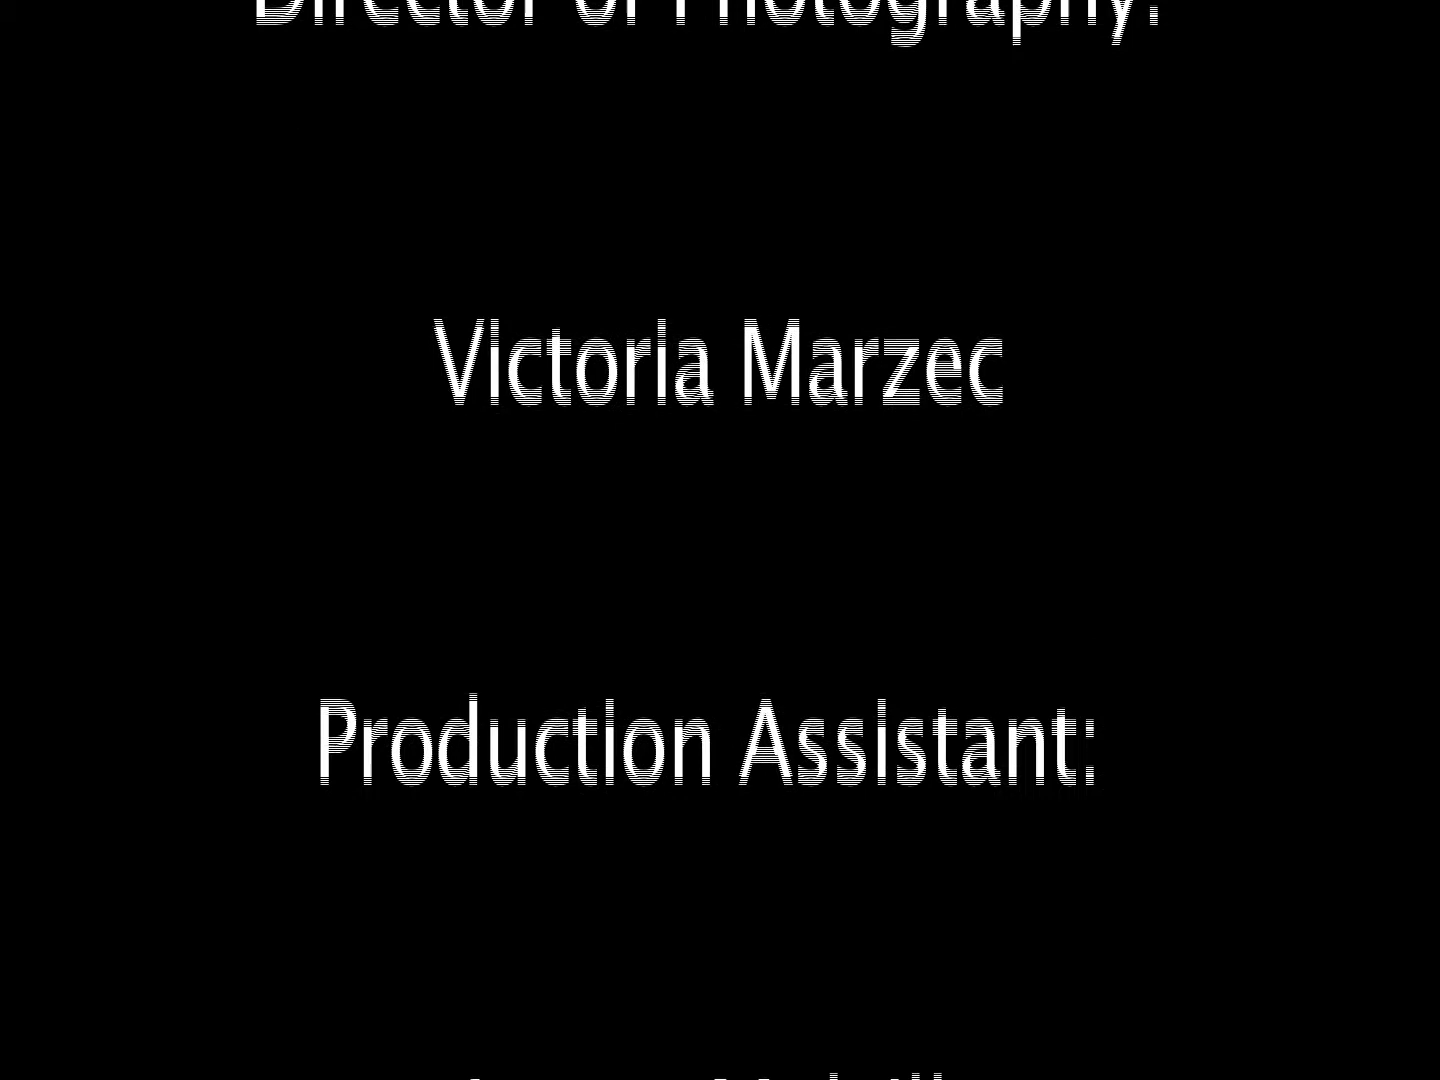 Director of Photography:
Victoria Marzec
Production Assistant: